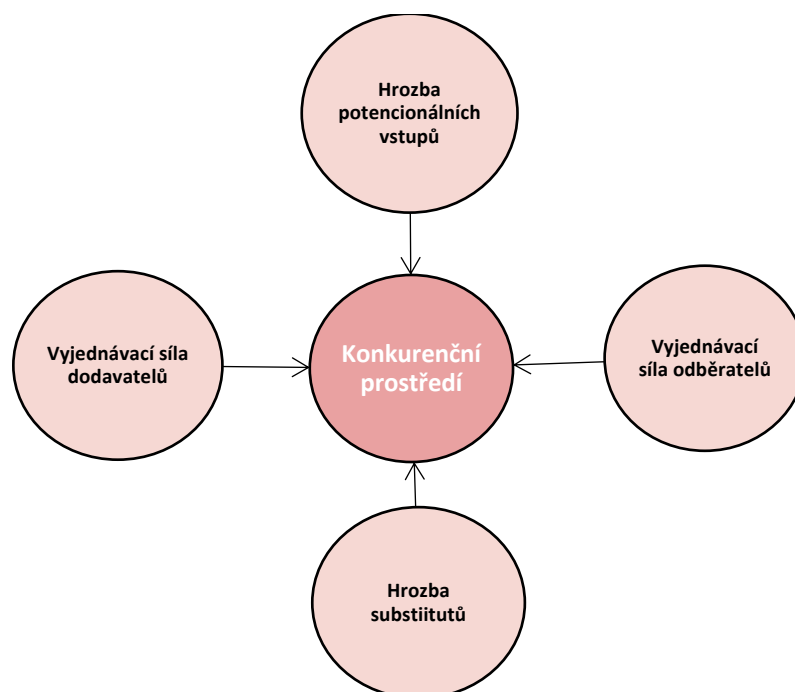 Hrozba
potencionálních
vstupů
Vyjednávací síla
dodavatelů
Konkurenční
prostředí
Vyjednávací
síla odběratelů
Hrozba
substiitutů